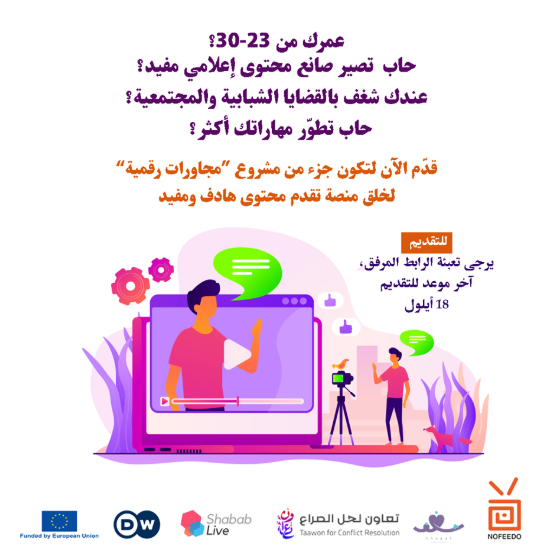 عمرك من 23-30؟
حاب تصير صانع محتوى إعلامي مفيد؟
عندك شغف بالقضايا الشبابية والمجتمعية؟
حاب تطوّر مهاراتك أكثر؟
قدّم الآن لتكون جزء من مشروع “مجاورات رقمية”
لخلق منصة تقدم محتوى هادف ومفيد
للتقديم
يرجى تعبئة الرابط المرفق،
آخر موعد للتقديم
18 أيلول
Funded by European Union
DW
Shabab
Live
تعاون لحل الصراع
Taawon for Conflict Resolution
NOFEEDO